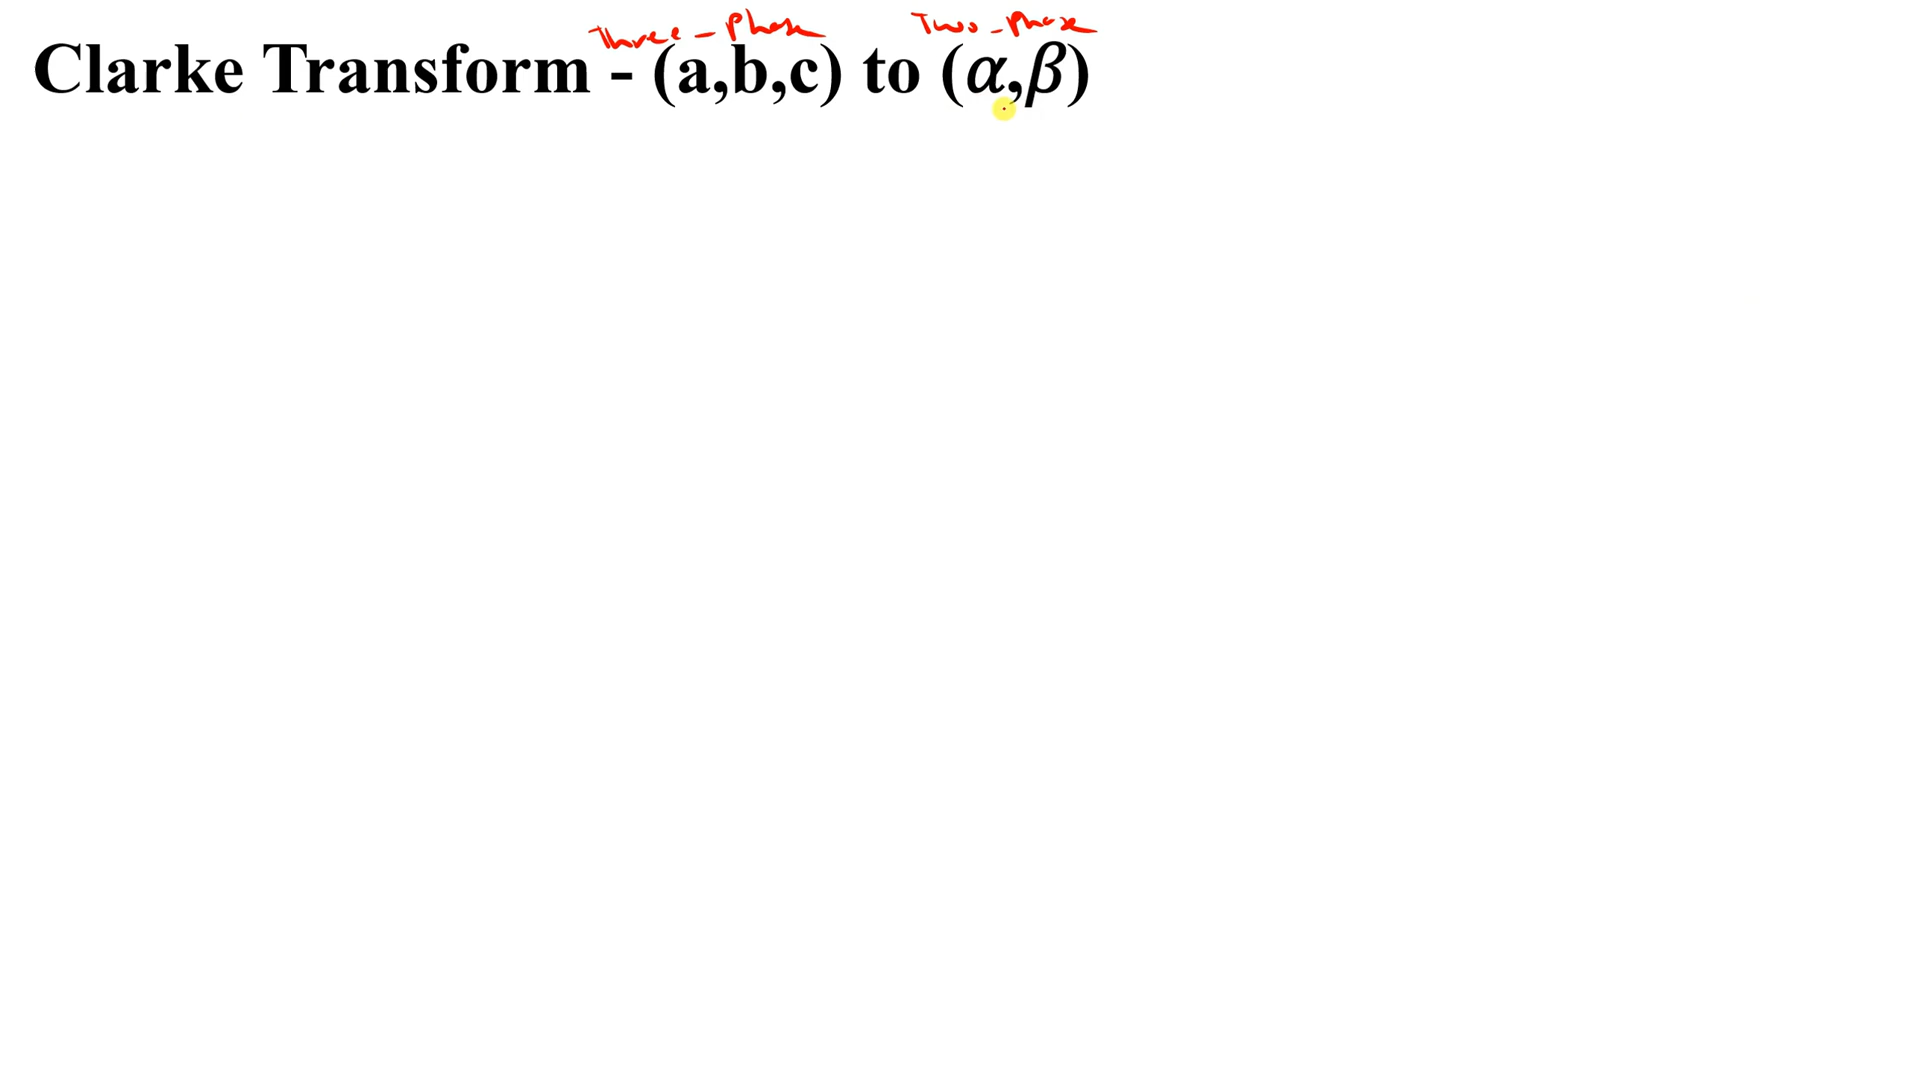 Three-Phase Two-Phase
Clarke Transform - (a,b,c) to (α,β)